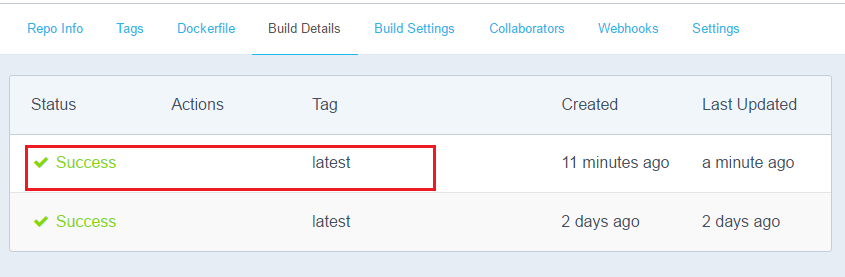 Repo Info Tags Dockerfile Build Details Build Settings Collaborators Webhooks Settings
Status Actions Tag Created Last Updated
Success latest 11 minutes ago a minute ago
Success latest 2 days ago 2 days ago